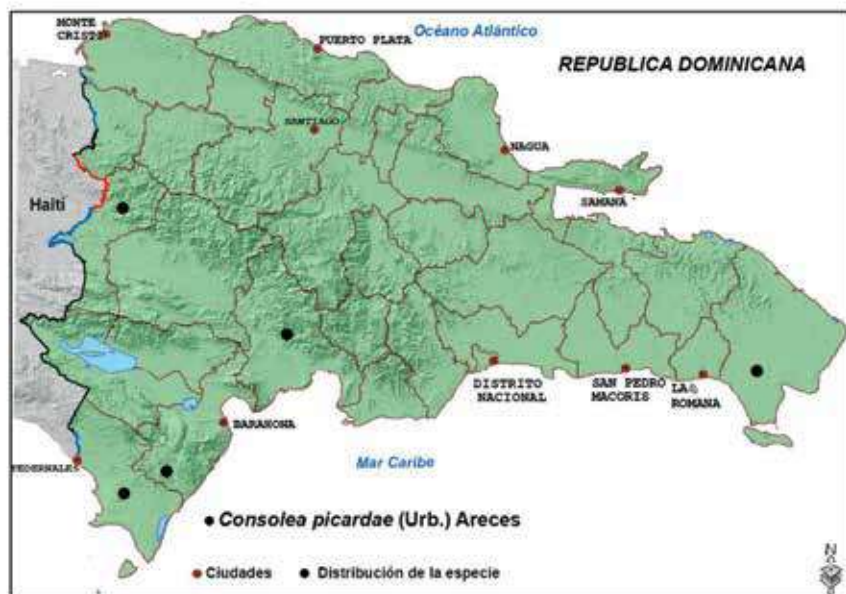 MONTE
CRISTI
PUERTO PLATA
Océano Atlántico
REPUBLICA DOMINICANA
SANTIAGO
NAGUA
Haití
SAMANA
DISTRITO
NACIONAL
SAN PEDRO
MACORIS
LA
ROMANA
BARAHONA
PEDERNALES
Mar Caribe
Consolea picardae (Urb.) Areces
Ciudades
Distribución de la especie
N